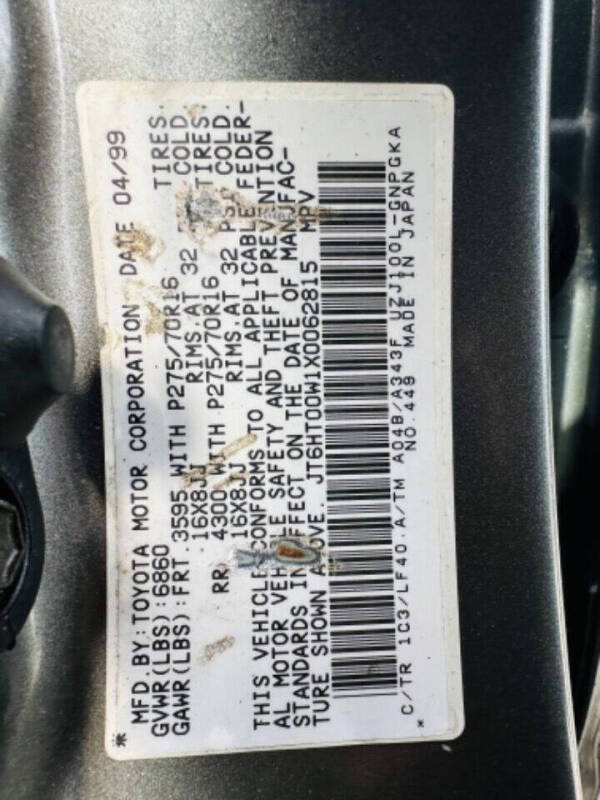 MFD.BY:TOYOTA MOTOR CORPORATION DATE 04/99
GVWR(LBS):6860
GAWR(LBS):FRT.3595 WITH P275/70R16 TIRES.
16X8JJ RIMS.AT 32 PSI COLD.
RR. 4300 WITH P275/70R16 TIRES.
16X8JJ RIMS.AT 32 PSI COLD.
THIS VEHICLE CONFORMS TO ALL APPLICABLE FEDER-
AL MOTOR VEHICLE SAFETY AND THEFT PREVENTION
STANDARDS IN EFFECT ON THE DATE OF MANUFAC-
TURE SHOWN ABOVE. JT6HT00W1X0062815 MPV
C/TR 1C3/LF40.A/TM A04B/A343F UZJ100L-GNPGKA
NO.449 MADE IN JAPAN